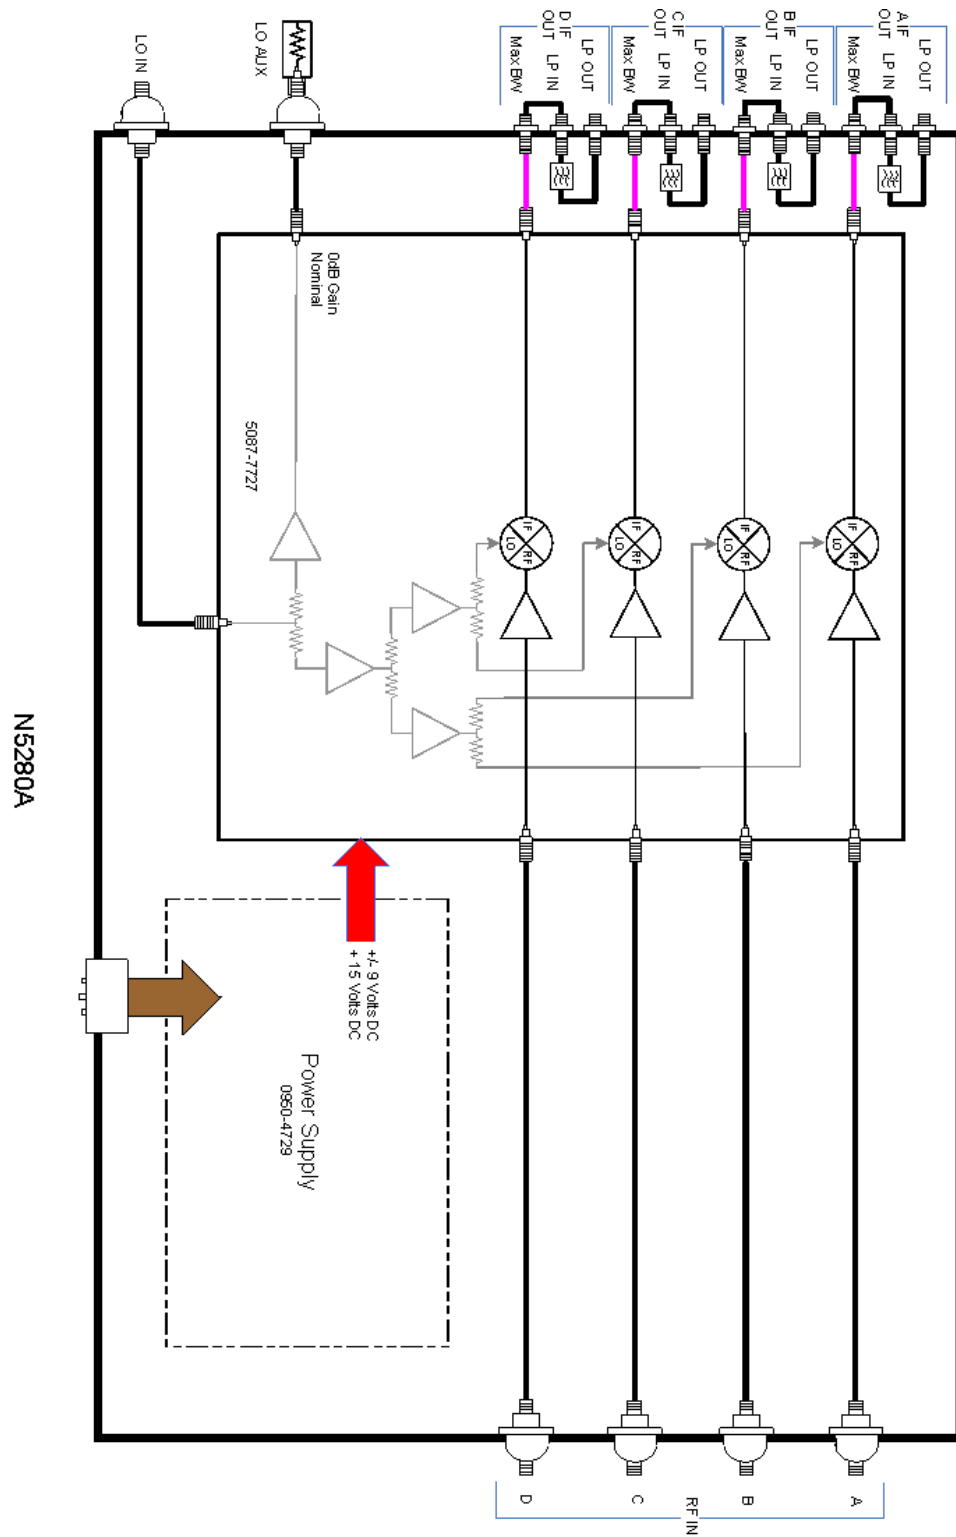 A IF
OUT
LP OUT
LP IN
Max BW
B IF
OUT
LP OUT
LP IN
Max BW
C IF
OUT
LP OUT
LP IN
Max BW
D IF
OUT
LP OUT
LP IN
Max BW
LO AUX
LO IN
0dB Gain
Nominal
5087-7727
IF
RF
LO
IF
RF
LO
IF
RF
LO
IF
RF
LO
+/- 9 Volts DC
+ 15 Volts DC
Power Supply
0950-4729
A
B
C
D
RF IN
N5280A